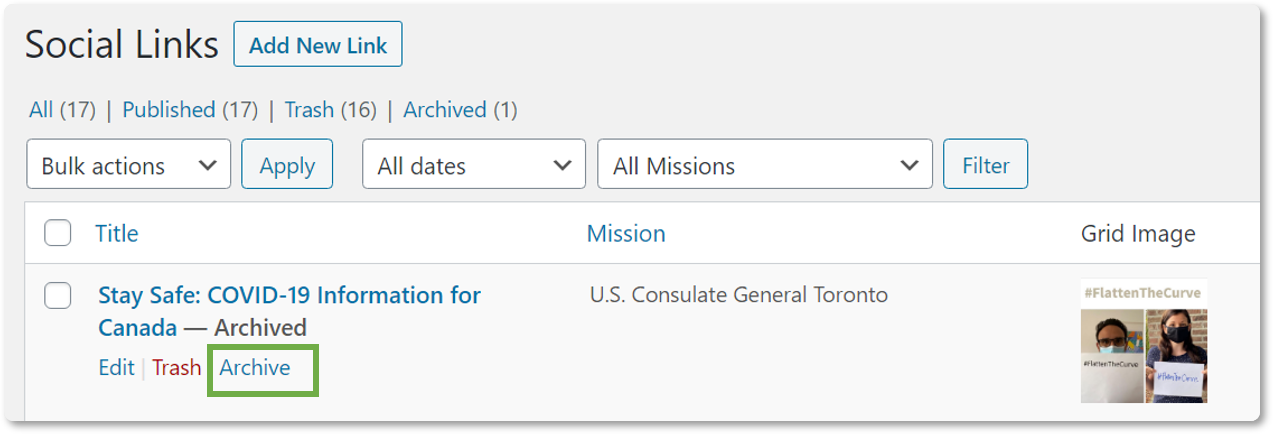 Social Links Add New Link
All (17) | Published (17) | Trash (16) | Archived (1)
Bulk actions Apply All dates All Missions Filter
Title Mission Grid Image
Stay Safe: COVID-19 Information for
Canada — Archived
Edit | Trash Archive
U.S. Consulate General Toronto
#FlattenTheCurve
#FlattenTheCurve
#FlattenTheCurve